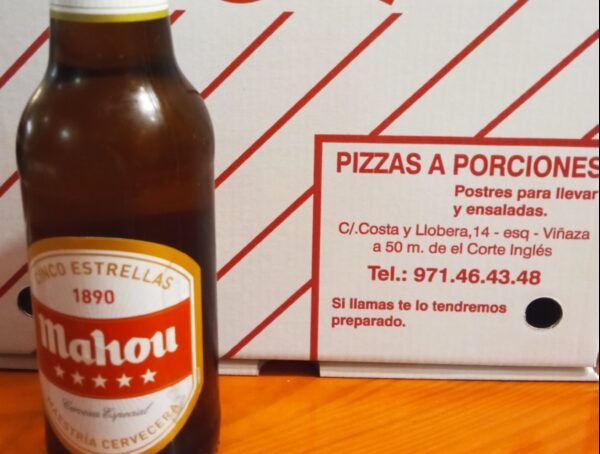 CINCO ESTRELLAS
1890
Mahou
Cerveza Especial
MAESTRÍA CERVECERA
PIZZAS A PORCIONES
Postres para llevar
y ensaladas.
C/.Costa y Llobera,14 - esq - Viñaza
a 50 m. de el Corte Inglés
Tel.: 971.46.43.48
Si llamas te lo tendremos
preparado.